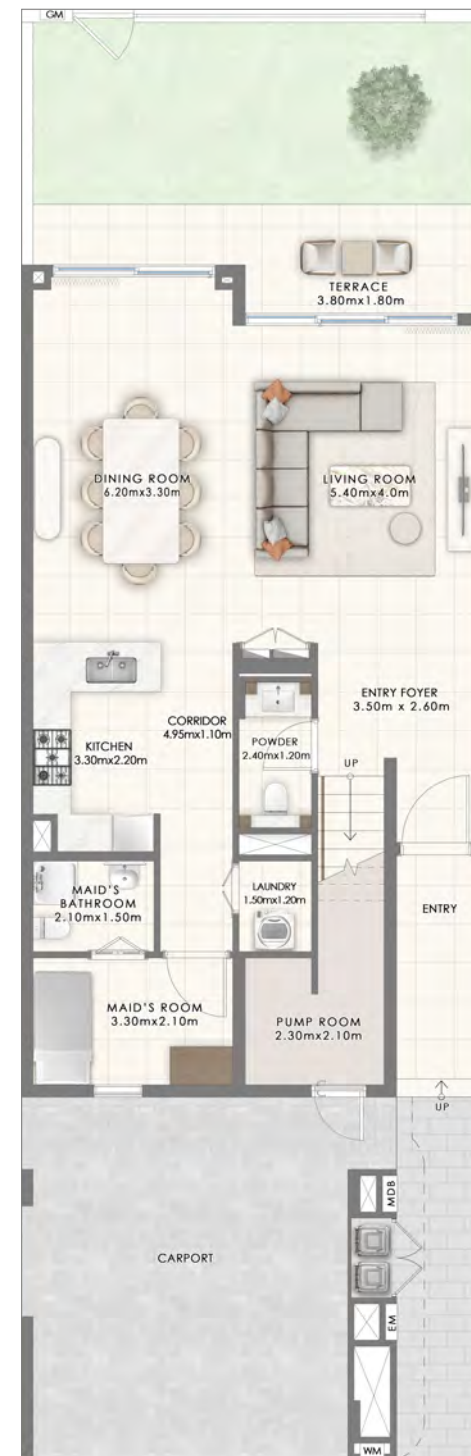 GM
TERRACE
3.80mx1.80m
DINING ROOM
6.20mx3.30m
LIVING ROOM
5.40mx4.0m
ENTRY FOYER
3.50m x 2.60m
CORRIDOR
4.95mx1.10m
POWDER
2.40mx1.20m
KITCHEN
3.30mx2.20m
UP
MAID'S
BATHROOM
2.10mx1.50m
LAUNDRY
1.50mx1.20m
ENTRY
MAID'S ROOM
3.30mx2.10m
PUMP ROOM
2.30mx2.10m
UP
MDB
CARPORT
EM
WM